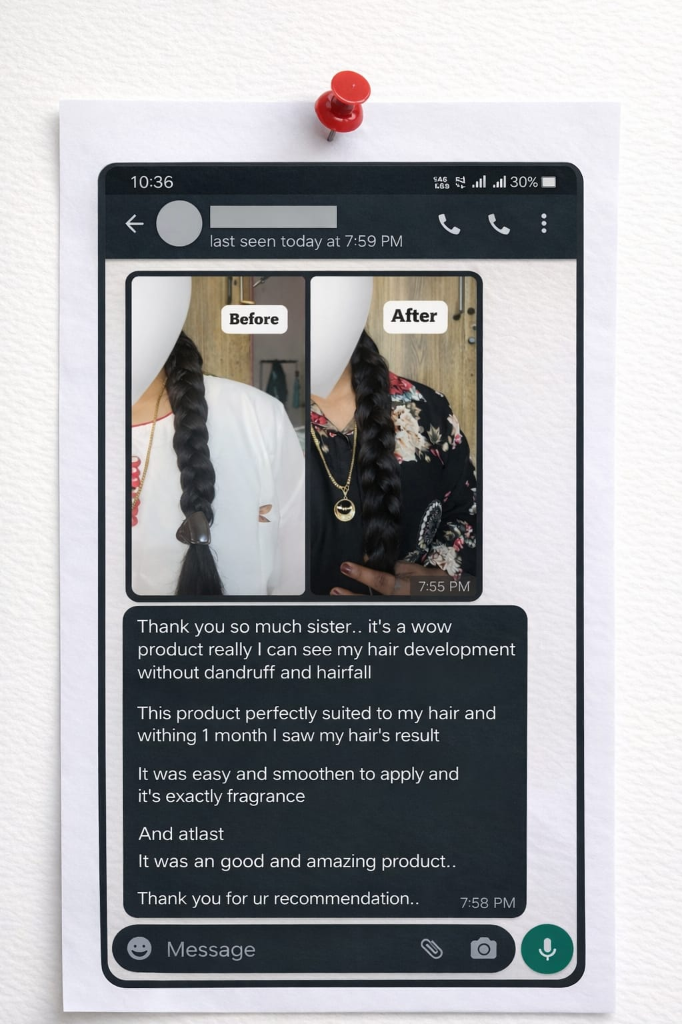 10:36
30%
last seen today at 7:59 PM
Before
After
7:55 PM
Thank you so much sister.. it's a wow
product really I can see my hair development
without dandruff and hairfall
This product perfectly suited to my hair and
withing 1 month I saw my hair's result
It was easy and smoothen to apply and
it's exactly fragrance
And atlast
It was an good and amazing product..
Thank you for ur recommendation..
7:58 PM
Message